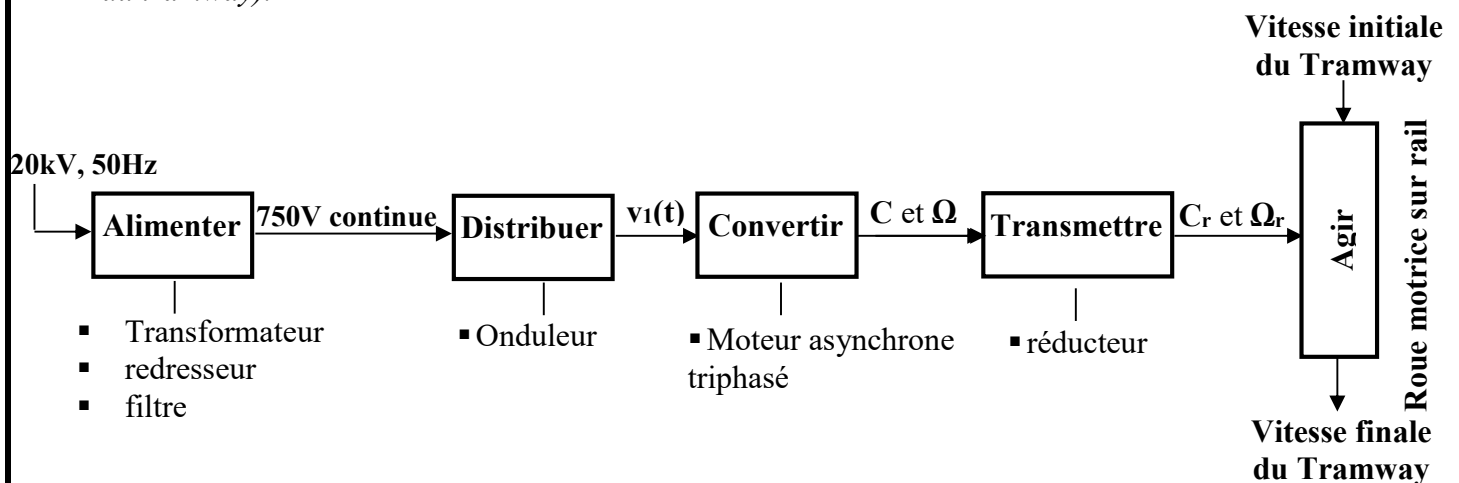 Vitesse initiale
du Tramway
20kV, 50Hz
Alimenter
750V continue
Distribuer
v1(t)
Convertir
C et Ω
Transmettre
Cr et Ωr
Agir
Roue motrice sur rail
▪ Transformateur
▪ redresseur
▪ filtre
▪ Onduleur
▪ Moteur asynchrone
triphasé
▪ réducteur
Vitesse finale
du Tramway